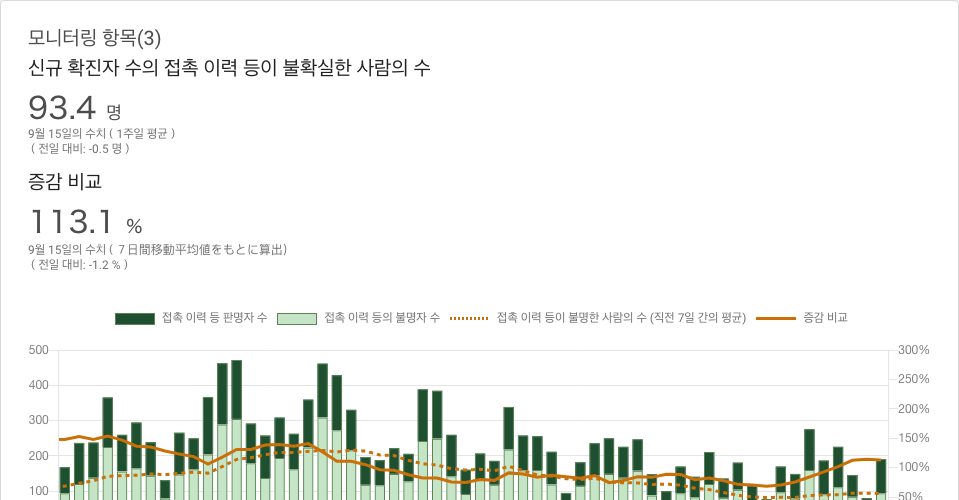 모니터링 항목(3)
신규 확진자 수의 접촉 이력 등이 불확실한 사람의 수
93.4 명
9월 15일의 수치 ( 1주일 평균 )
( 전일 대비: -0.5 명 )
증감 비교
113.1 %
9월 15일의 수치 ( 7日間移動平均値をもとに算出)
( 전일 대비: -1.2 % )
접촉 이력 등 판명자 수 접촉 이력 등의 불명자 수 접촉 이력 등이 불명한 사람의 수 (직전 7일 간의 평균) 증감 비교
500 300%
400 250%
300 200%
200 150%
100 100%
50%